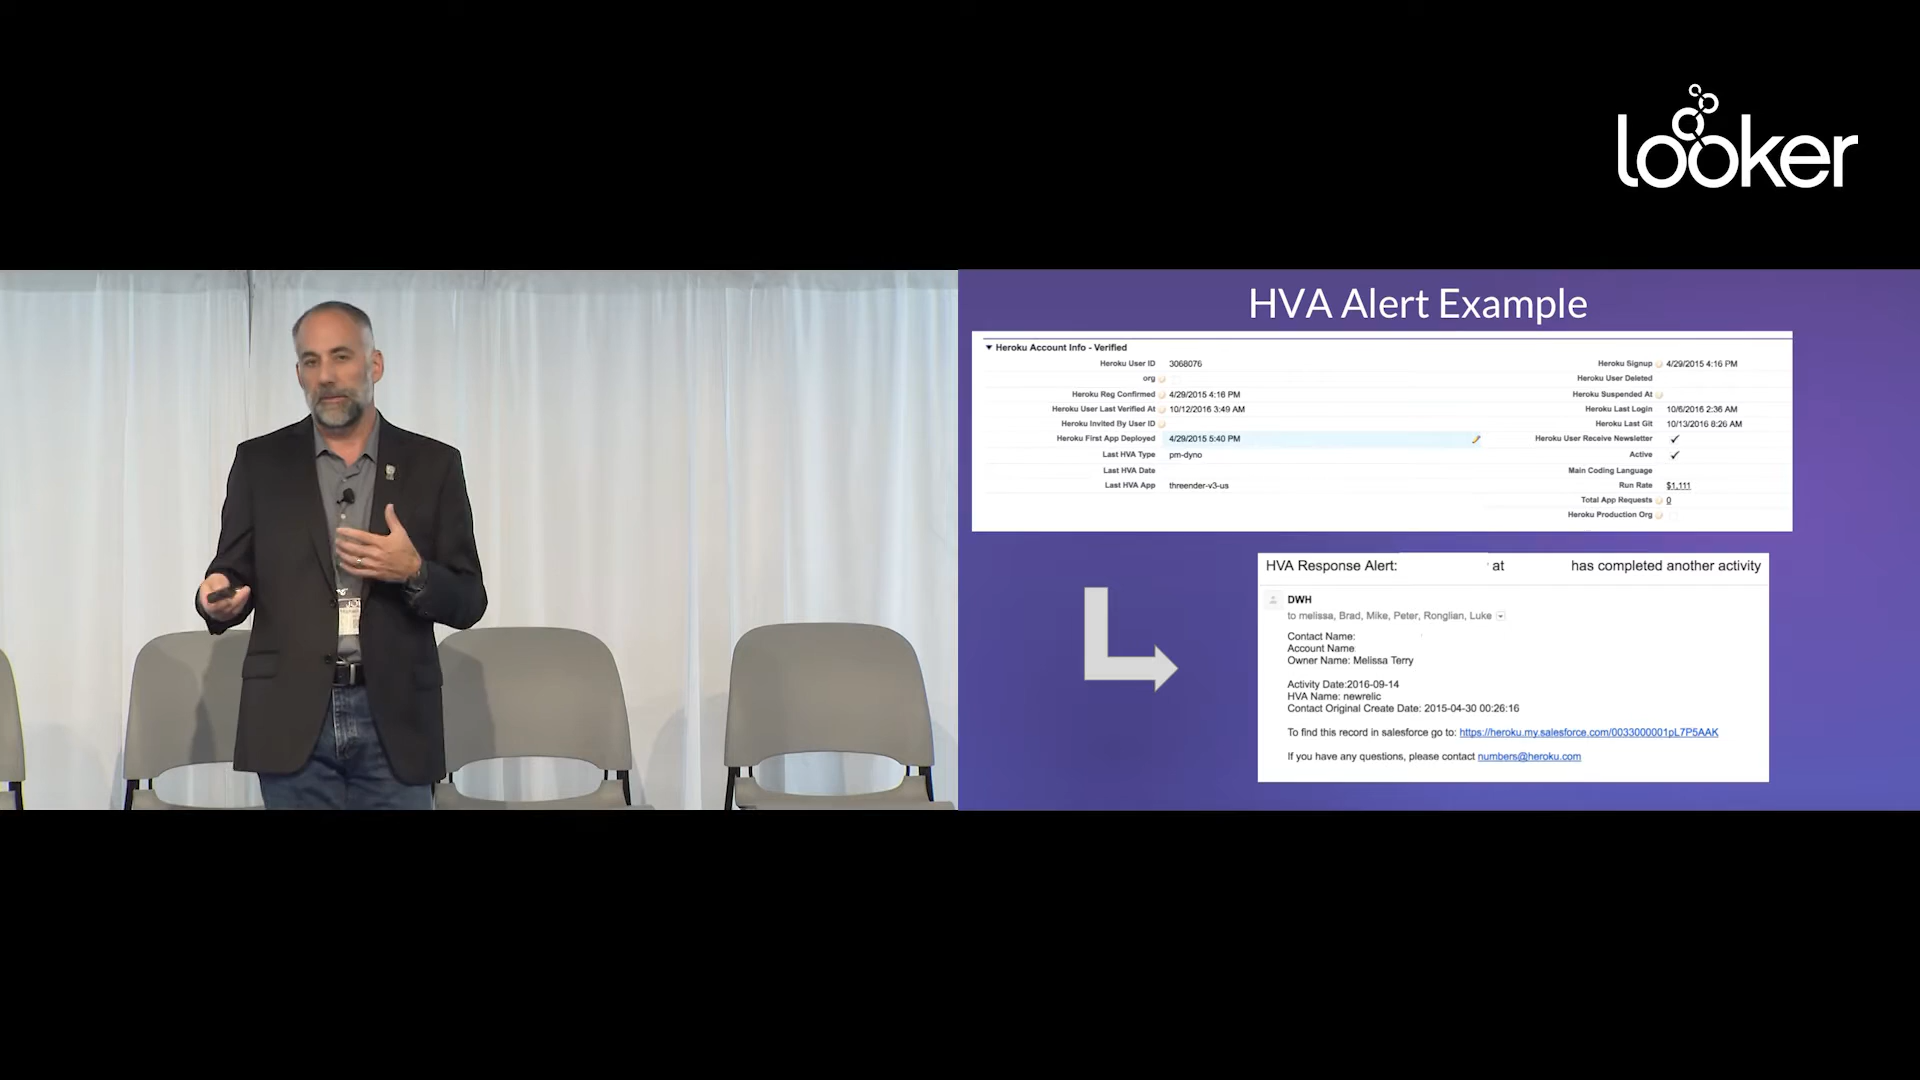 looker
HVA Alert Example
Heroku Account Info - Verified
Heroku User ID 3068076
org
Heroku Reg Confirmed 4/29/2015 4:16 PM
Heroku User Last Verified At 10/12/2016 3:49 AM
Heroku Invited By User ID
Heroku First App Deployed 4/29/2015 5:40 PM
Last HVA Type pm-dyno
Last HVA Date
Last HVA App threender-v3-us
Heroku Signup 4/29/2015 4:16 PM
Heroku User Deleted
Heroku Suspended At
Heroku Last Login 10/6/2016 2:36 AM
Heroku Last Git 10/13/2016 8:26 AM
Heroku User Receive Newsletter ✓
Active ✓
Main Coding Language
Run Rate $1,111
Total App Requests 0
Heroku Production Org
HVA Response Alert: at has completed another activity
DWH
to melissa, Brad, Mike, Peter, Ronglian, Luke
Contact Name:
Account Name
Owner Name: Melissa Terry
Activity Date:2016-09-14
HVA Name: newrelic
Contact Original Create Date: 2015-04-30 00:26:16
To find this record in salesforce go to: https://heroku.my.salesforce.com/0033000001pL7P5AAK
If you have any questions, please contact numbers@heroku.com